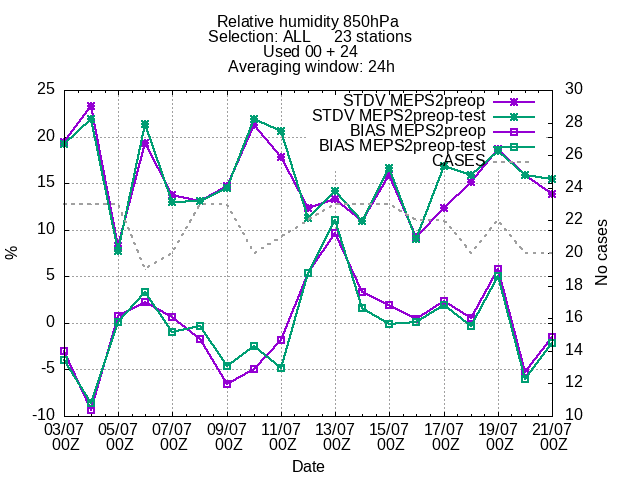 Relative humidity 850hPa
Selection: ALL 23 stations
Used 00 + 24
Averaging window: 24h
25 30
STDV MEPS2preop
STDV MEPS2preop-test
BIAS MEPS2preop
BIAS MEPS2preop-test
CASES
20 28
26
15 24
22
10
20
5 18
0 16
14
-5
12
-10 10
% No cases
03/07 05/07 07/07 09/07 11/07 13/07 15/07 17/07 19/07 21/07
00Z 00Z 00Z 00Z 00Z 00Z 00Z 00Z 00Z 00Z
Date